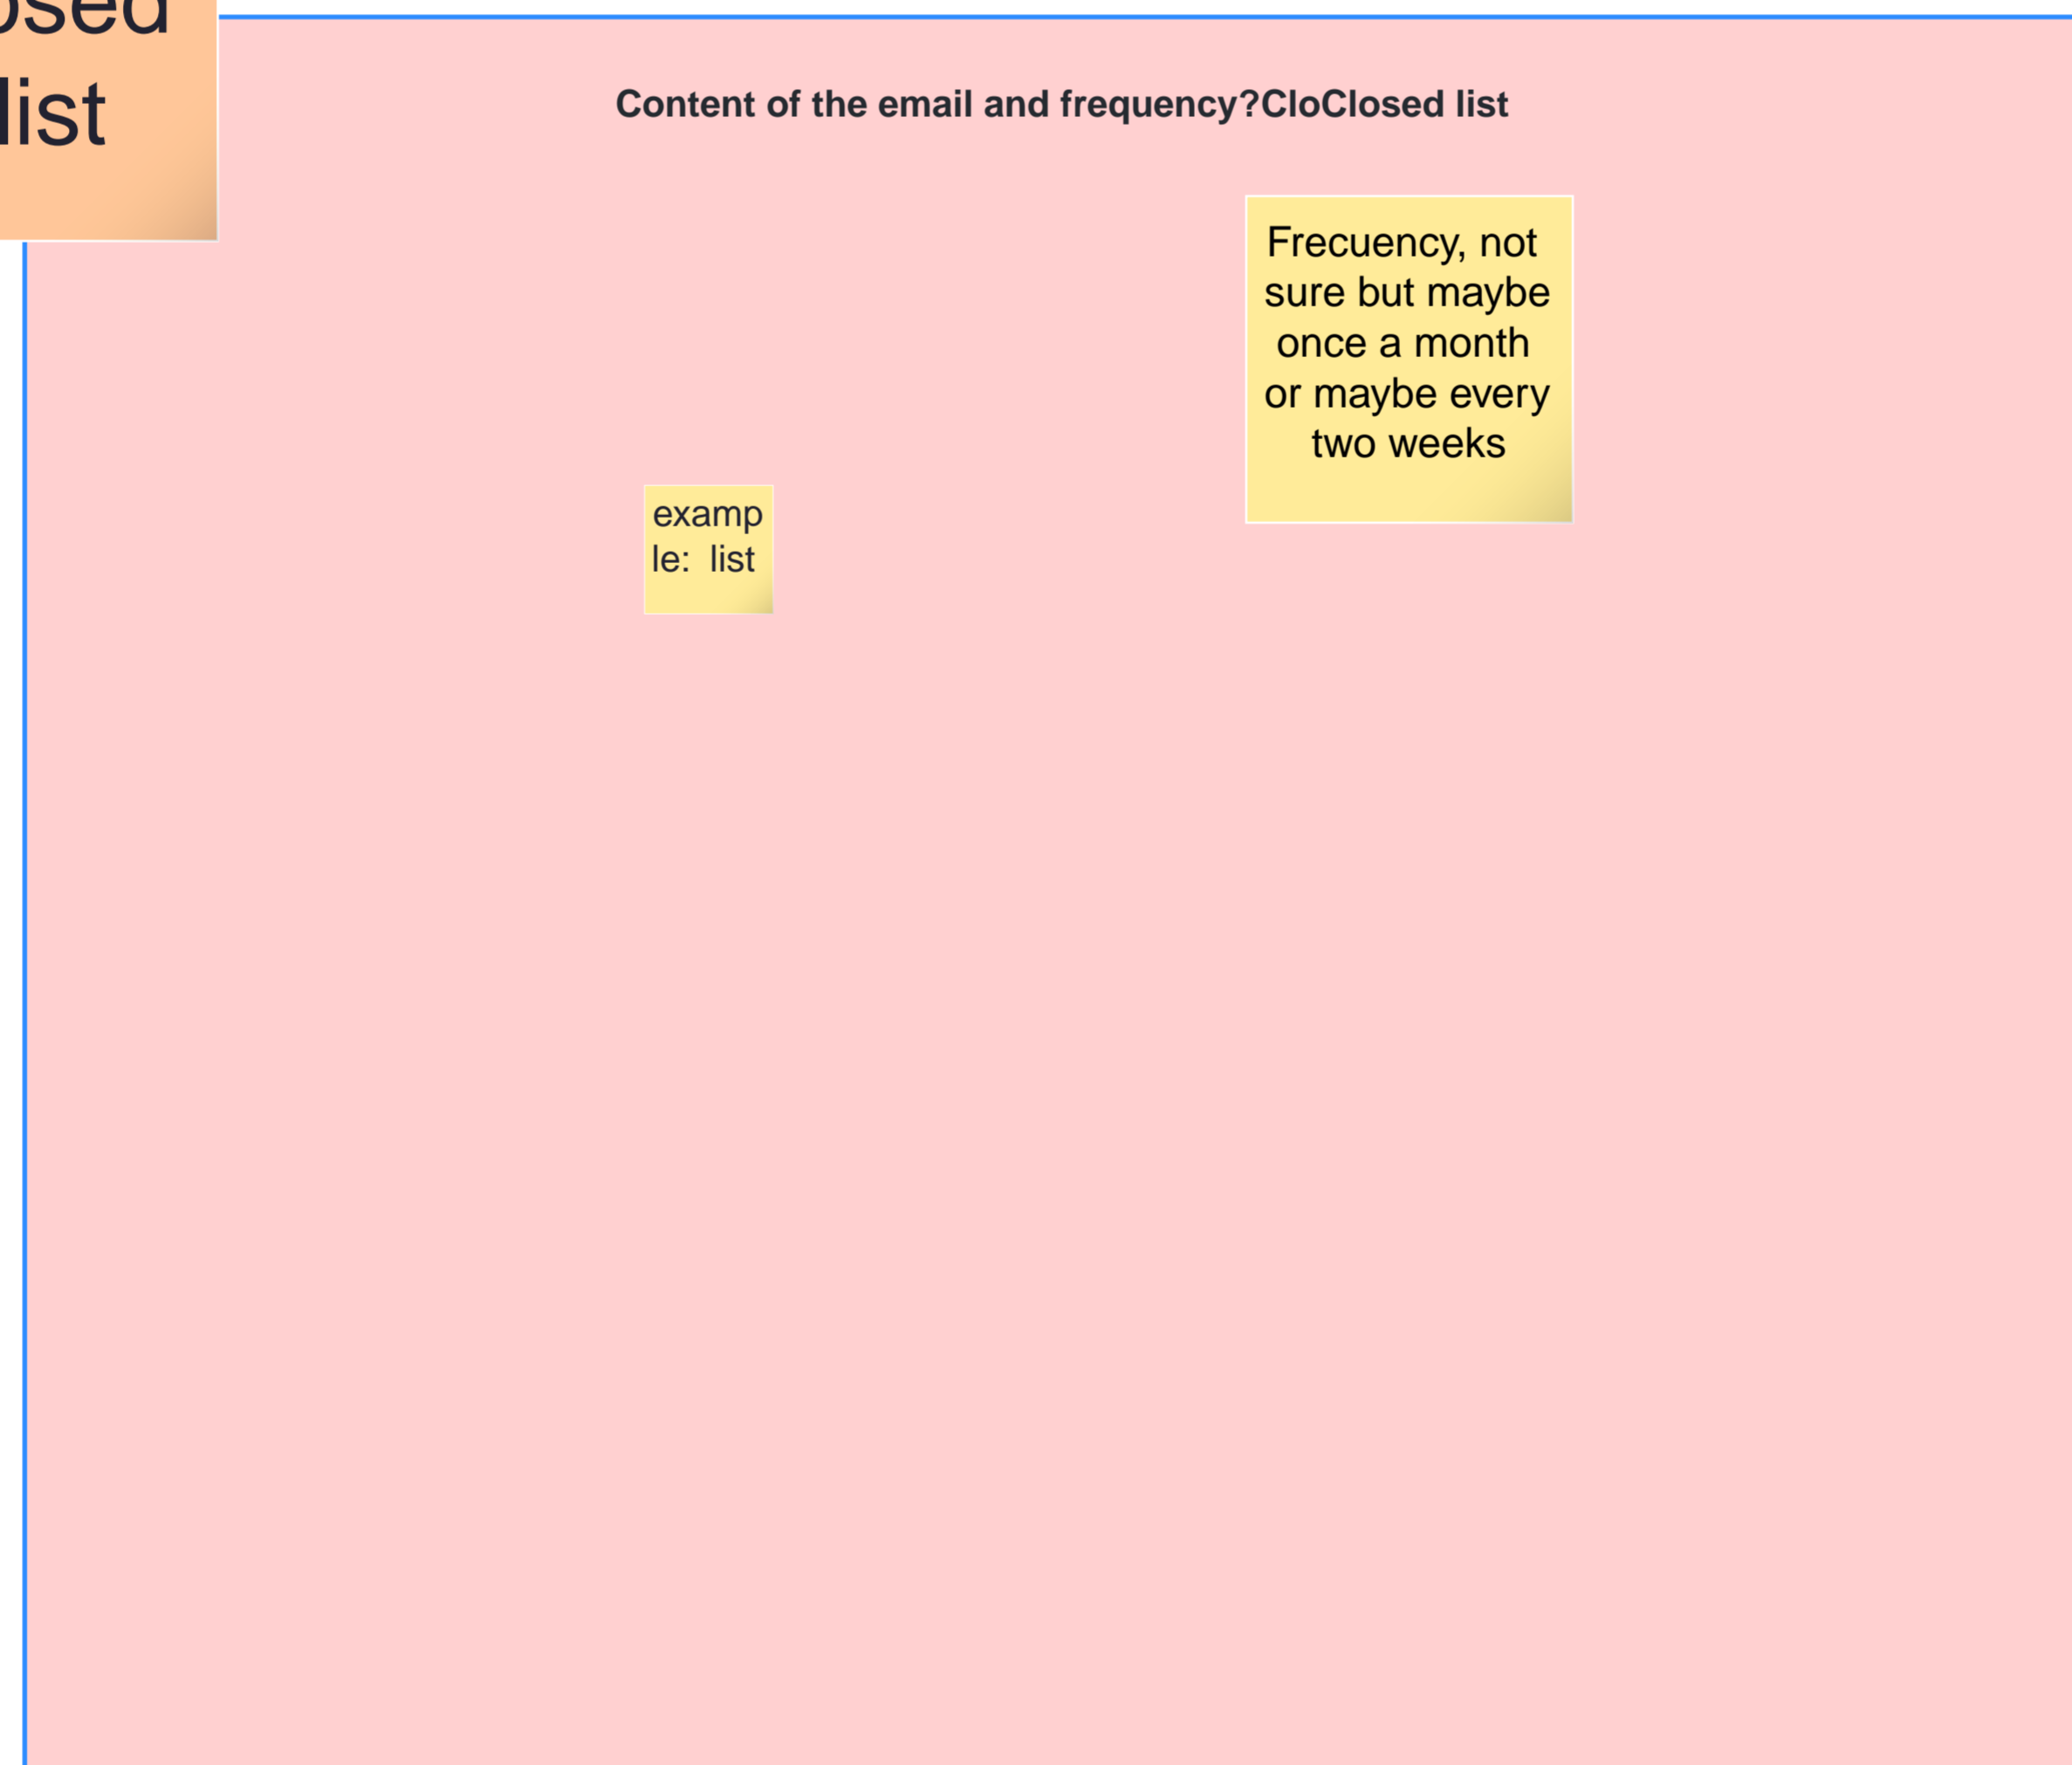 osed
list
Content of the email and frequency?CloClosed list
Frecuency, not
sure but maybe
once a month
or maybe every
two weeks
examp
le:  list